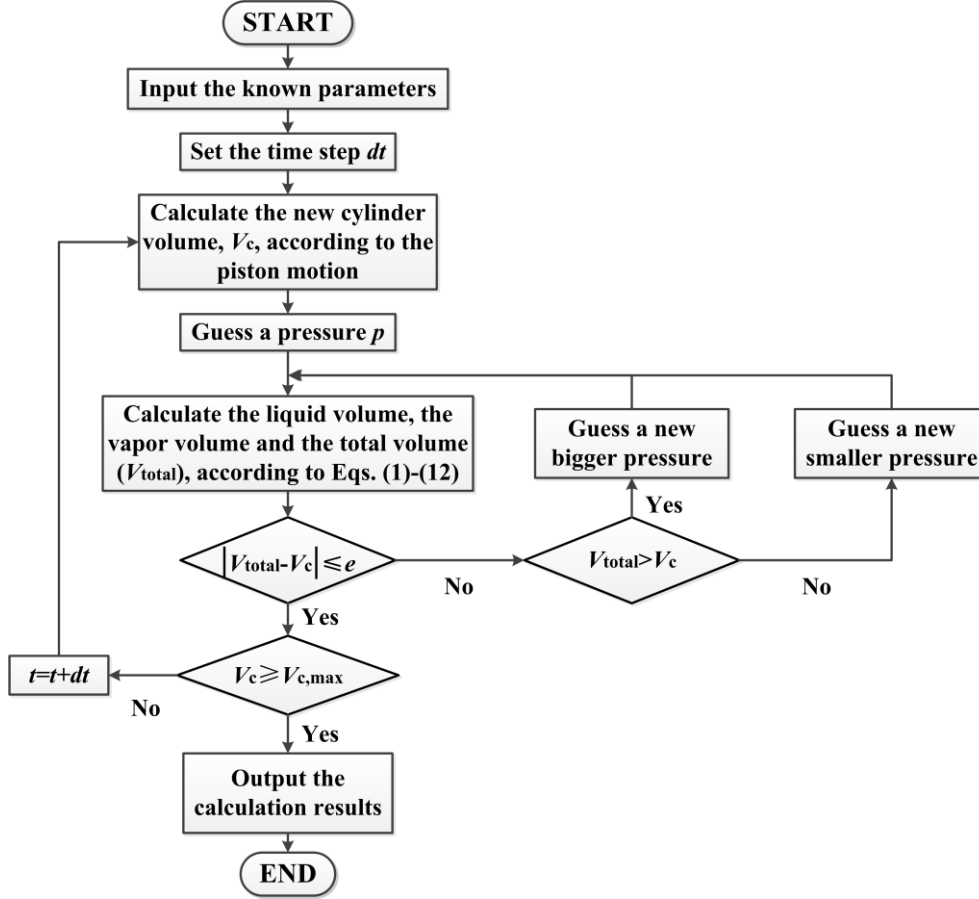 START
Input the known parameters
Set the time step dt
Calculate the new cylinder
volume, Vc, according to the
piston motion
Guess a pressure p
Calculate the liquid volume, the
vapor volume and the total volume
(Vtotal), according to Eqs. (1)-(12)
Guess a new
bigger pressure
Guess a new
smaller pressure
Yes
|Vtotal-Vc|≤e
No
Vtotal>Vc
No
Yes
t=t+dt
No
Vc≥Vc,max
Yes
Output the
calculation results
END